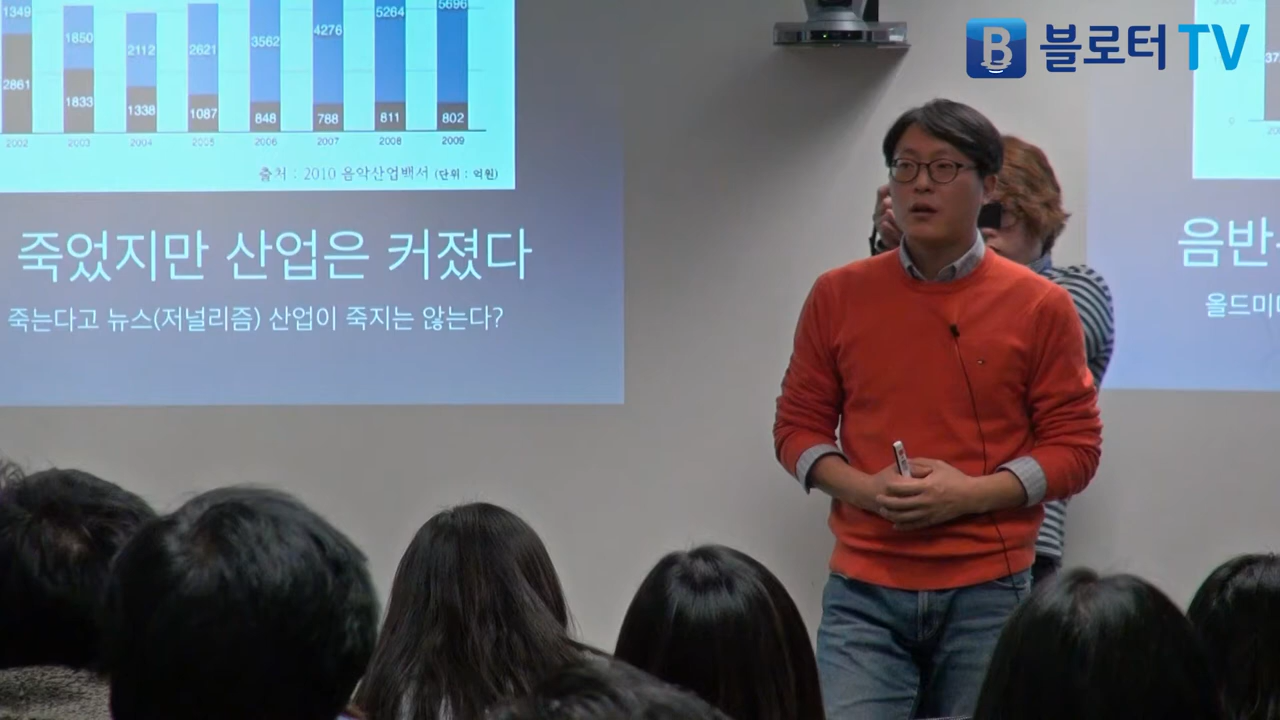 블로터 TV
1349 1850 2112 2621 3562 4276 5264 5696
2861 1833 1338 1087 848 788 811 802
2002 2003 2004 2005 2006 2007 2008 2009
출처 : 2010 음악산업백서 (단위 : 억원)
죽었지만 산업은 커졌다
죽는다고 뉴스(저널리즘) 산업이 죽지는 않는다?
음반
올드미